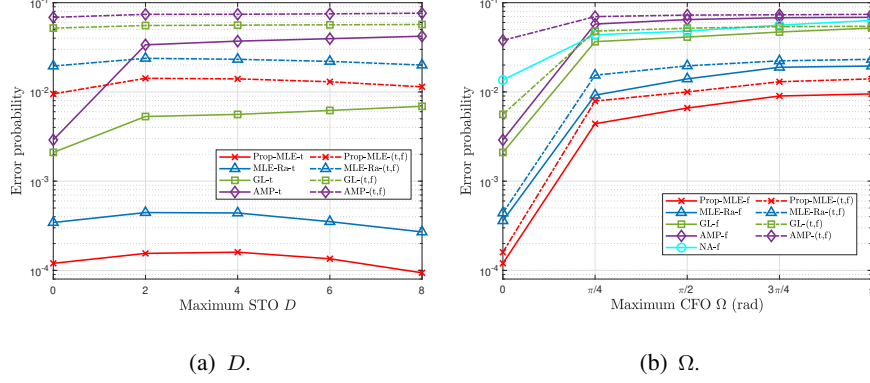 10^-1
10^-2
10^-3
10^-4
Error probability
0 2 4 6 8
Maximum STO D
Prop-MLE-t Prop-MLE-(t,f)
MLE-Ra-t MLE-Ra-(t,f)
GL-t GL-(t,f)
AMP-t AMP-(t,f)
(a) D.
10^-1
10^-2
10^-3
10^-4
Error probability
0 π/4 π/2 3π/4 π
Maximum CFO Ω (rad)
Prop-MLE-f Prop-MLE-(t,f)
MLE-Ra-f MLE-Ra-(t,f)
GL-f GL-(t,f)
AMP-f AMP-(t,f)
NA-f
(b) Ω.